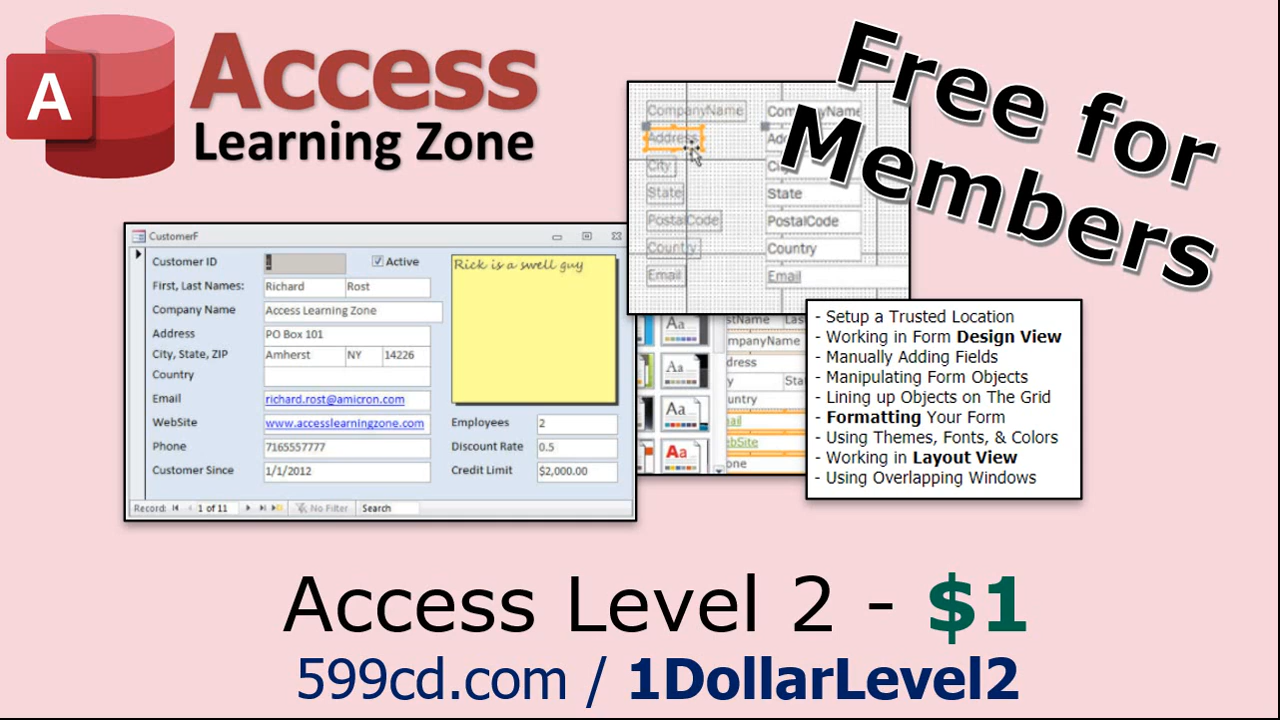 A
Access
Learning Zone
Free for
Members
CompanyName CompanyName
Address
City
State State
PostalCode PostalCode
Country Country
Email Email
CustomerF
Customer ID Active
First, Last Names: Richard Rost
Company Name Access Learning Zone
Address PO Box 101
City, State, ZIP Amherst NY 14226
Country
Email richard.rost@amicron.com
WebSite www.accesslearningzone.com
Phone 7165557777
Customer Since 1/1/2012
Rick is a swell guy
Employees 2
Discount Rate 0.5
Credit Limit $2,000.00
Record: 1 of 11 No Filter Search
Aa
Aa
Aa
Aa
- Setup a Trusted Location
- Working in Form Design View
- Manually Adding Fields
- Manipulating Form Objects
- Lining up Objects on The Grid
- Formatting Your Form
- Using Themes, Fonts, & Colors
- Working in Layout View
- Using Overlapping Windows
Access Level 2 - $1
599cd.com / 1DollarLevel2